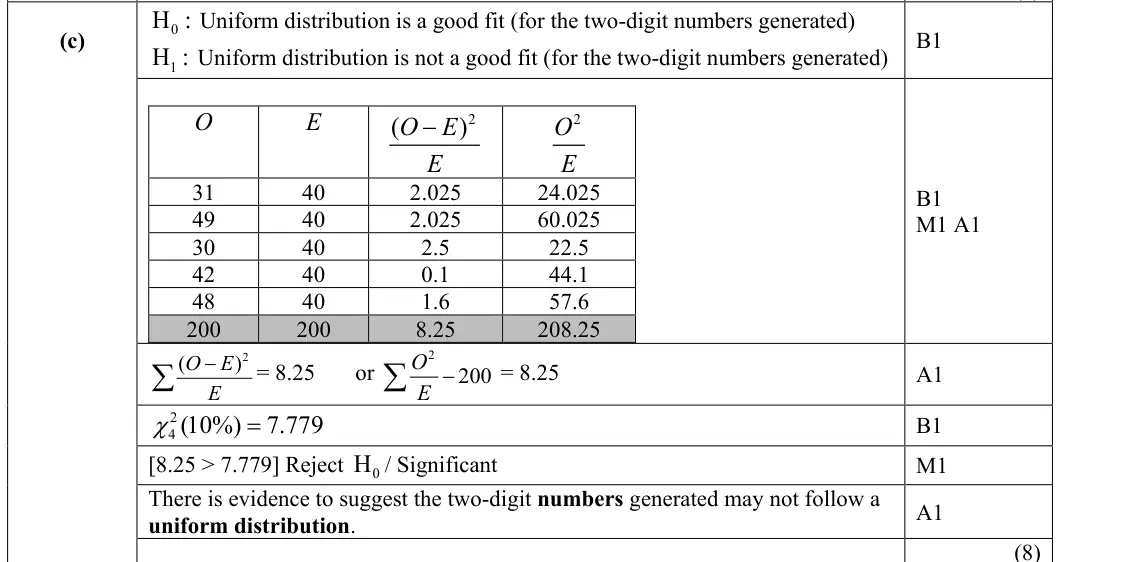 (c)
H₀ : Uniform distribution is a good fit (for the two-digit numbers generated)
H₁ : Uniform distribution is not a good fit (for the two-digit numbers generated)
B1
O E (O – E)²/E O²/E
31 40 2.025 24.025
49 40 2.025 60.025
30 40 2.5 22.5
42 40 0.1 44.1
48 40 1.6 57.6
200 200 8.25 208.25
B1
M1 A1
∑(O – E)²/E = 8.25 or ∑O²/E – 200 = 8.25
A1
χ²₄(10%) = 7.779
B1
[8.25 > 7.779] Reject H₀ / Significant
M1
There is evidence to suggest the two-digit numbers generated may not follow a
uniform distribution.
A1
(8)